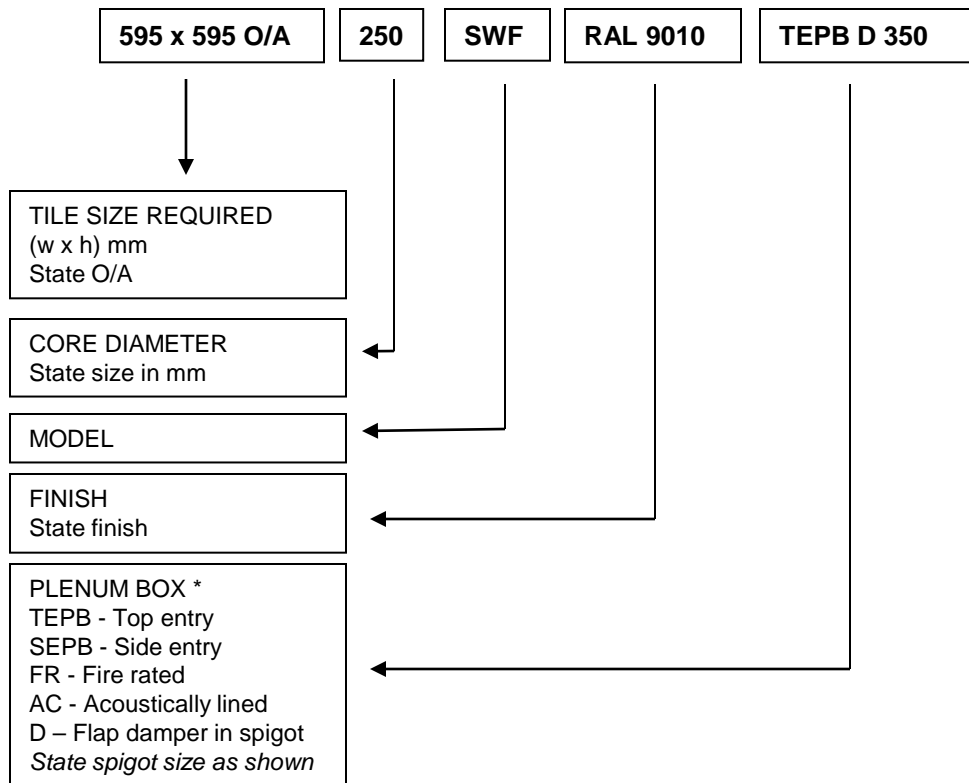 595 x 595 O/A 250 SWF RAL 9010 TEPB D 350
TILE SIZE REQUIRED
(w x h) mm
State O/A
CORE DIAMETER
State size in mm
MODEL
FINISH
State finish
PLENUM BOX *
TEPB - Top entry
SEPB - Side entry
FR - Fire rated
AC - Acoustically lined
D – Flap damper in spigot
State spigot size as shown